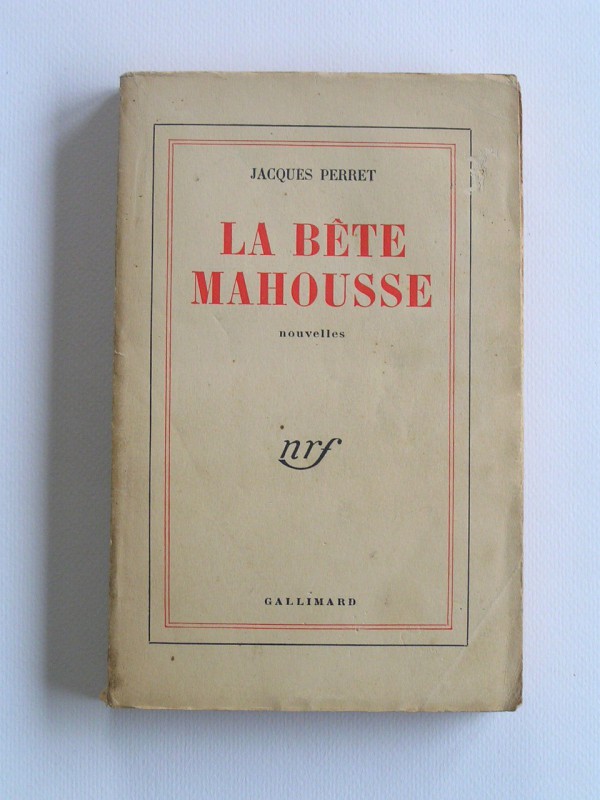 JACQUES PERRET
LA BÊTE
MAHOUSSE
nouvelles
nrf
GALLIMARD